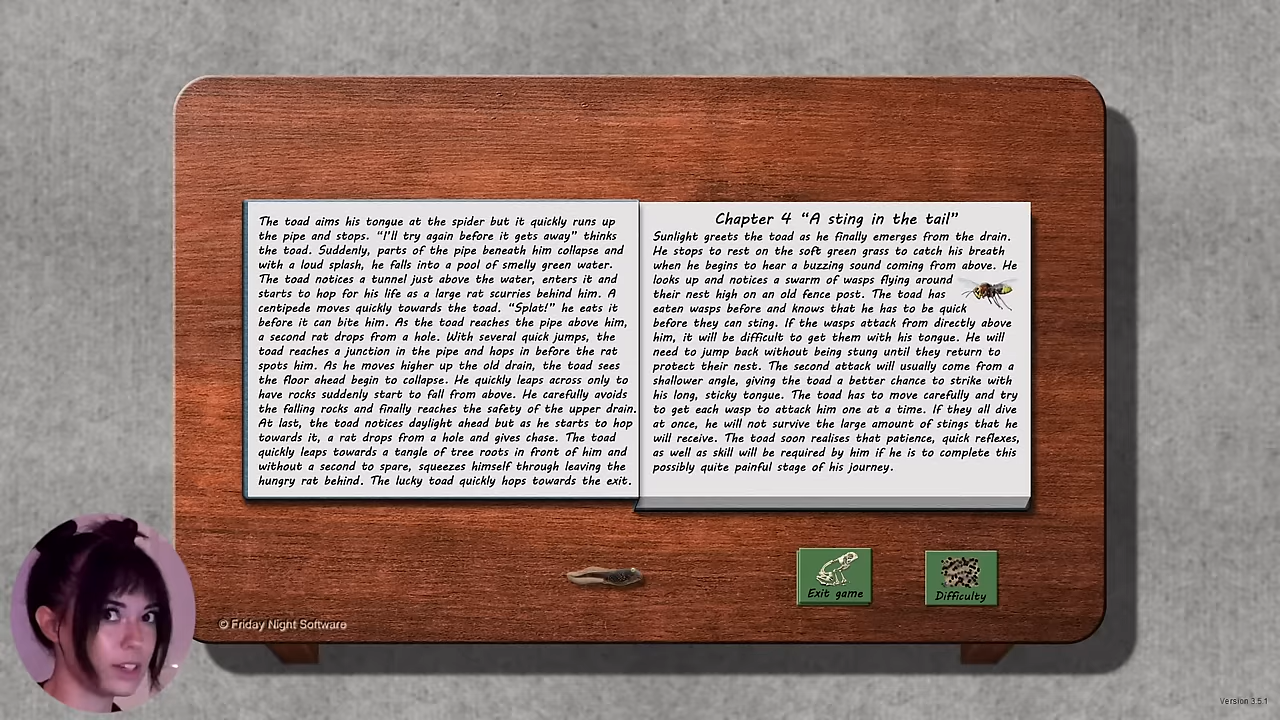 The toad aims his tongue at the spider but it quickly runs up
the pipe and stops. “I'll try again before it gets away” thinks
the toad. Suddenly, parts of the pipe beneath him collapse and
with a loud splash, he falls into a pool of smelly green water.
The toad notices a tunnel just above the water, enters it and
starts to hop for his life as a large rat scurries behind him. A
centipede moves quickly towards the toad. “Splat!” he eats it
before it can bite him. As the toad reaches the pipe above him,
a second rat drops from a hole. With several quick jumps, the
toad reaches a junction in the pipe and hops in before the rat
spots him. As he moves higher up the old drain, the toad sees
the floor ahead begin to collapse. He quickly leaps across only to
have rocks suddenly start to fall from above. He carefully avoids
the falling rocks and finally reaches the safety of the upper drain.
At last, the toad notices daylight ahead but as he starts to hop
towards it, a rat drops from a hole and gives chase. The toad
quickly leaps towards a tangle of tree roots in front of him and
without a second to spare, squeezes himself through leaving the
hungry rat behind. The lucky toad quickly hops towards the exit.
Chapter 4 “A sting in the tail”
Sunlight greets the toad as he finally emerges from the drain.
He stops to rest on the soft green grass to catch his breath
when he begins to hear a buzzing sound coming from above. He
looks up and notices a swarm of wasps flying around
their nest high on an old fence post. The toad has
eaten wasps before and knows that he has to be quick
before they can sting. If the wasps attack from directly above
him, it will be difficult to get them with his tongue. He will
need to jump back without being stung until they return to
protect their nest. The second attack will usually come from a
shallower angle, giving the toad a better chance to strike with
his long, sticky tongue. The toad has to move carefully and try
to get each wasp to attack him one at a time. If they all dive
at once, he will not survive the large amount of stings that he
will receive. The toad soon realises that patience, quick reflexes,
as well as skill will be required by him if he is to complete this
possibly quite painful stage of his journey.
Exit game
Difficulty
© Friday Night Software
Version 3.5.1